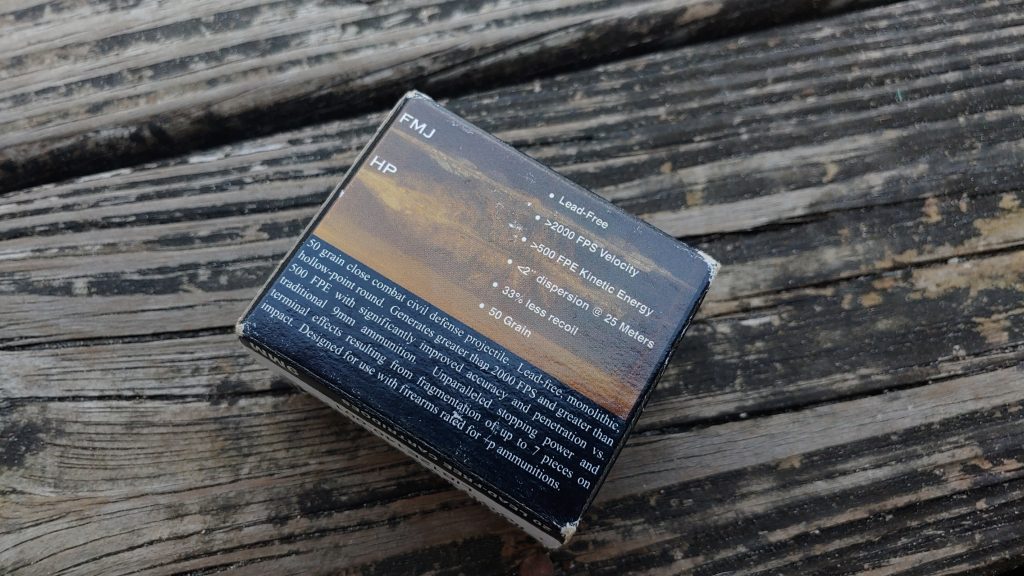 FMJ
HP
• Lead-Free
• >2030 FPS Velocity
• >500 FPE Kinetic Energy
• <2" dispersion @ 25 Meters
• 33% less recoil
• 50 Grain
50 grain close combat civil defense projectile. Lead-free, monolithic
hollow-point round. Generates greater than 2000 FPS and greater than
500 FPE with significantly improved accuracy and penetration vs.
traditional 9mm ammunition. Unparalleled stopping power and
terminal effects resulting from fragmentation of up to 7 pieces on
impact. Designed for use with firearms rated for +p ammunitions.